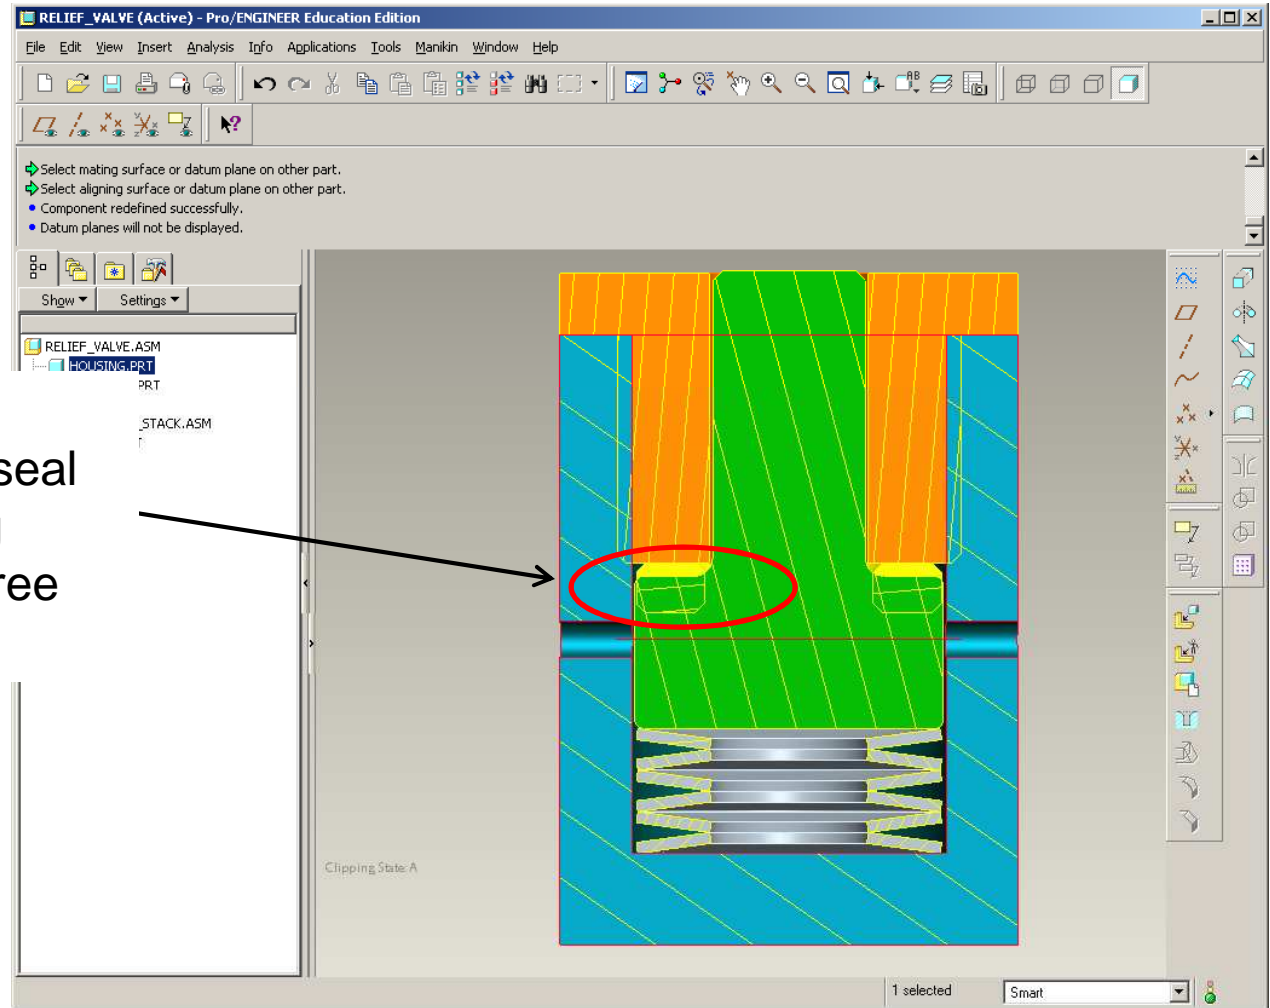 RELIEF_VALVE (Active) - Pro/ENGINEER Education Edition
File Edit View Insert Analysis Info Applications Tools Manikin Window Help
Select mating surface or datum plane on other part.
Select aligning surface or datum plane on other part.
Component redefined successfully.
Datum planes will not be displayed.
Show Settings
RELIEF_VALVE.ASM
HOUSING.PRT
PRT
_STACK.ASM
seal
ree
Clipping State: A
1 selected Smart